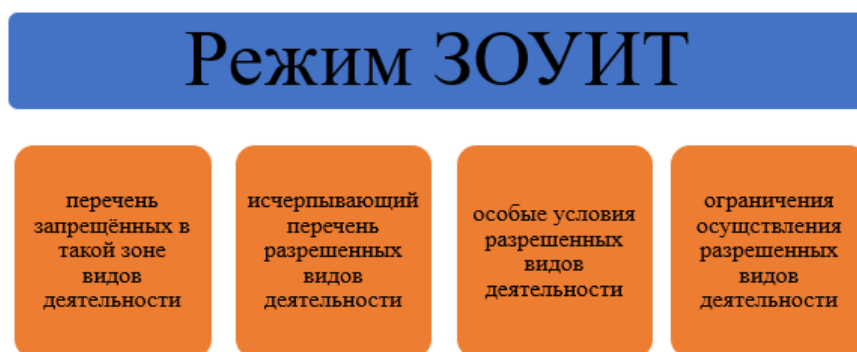 Режим ЗОУИТ
перечень
запрещённых в
такой зоне
видов
деятельности
исчерпывающий
перечень
разрешенных
видов
деятельности
особые условия
разрешенных
видов
деятельности
ограничения
осущствления
разрешенных
видов
деятельности